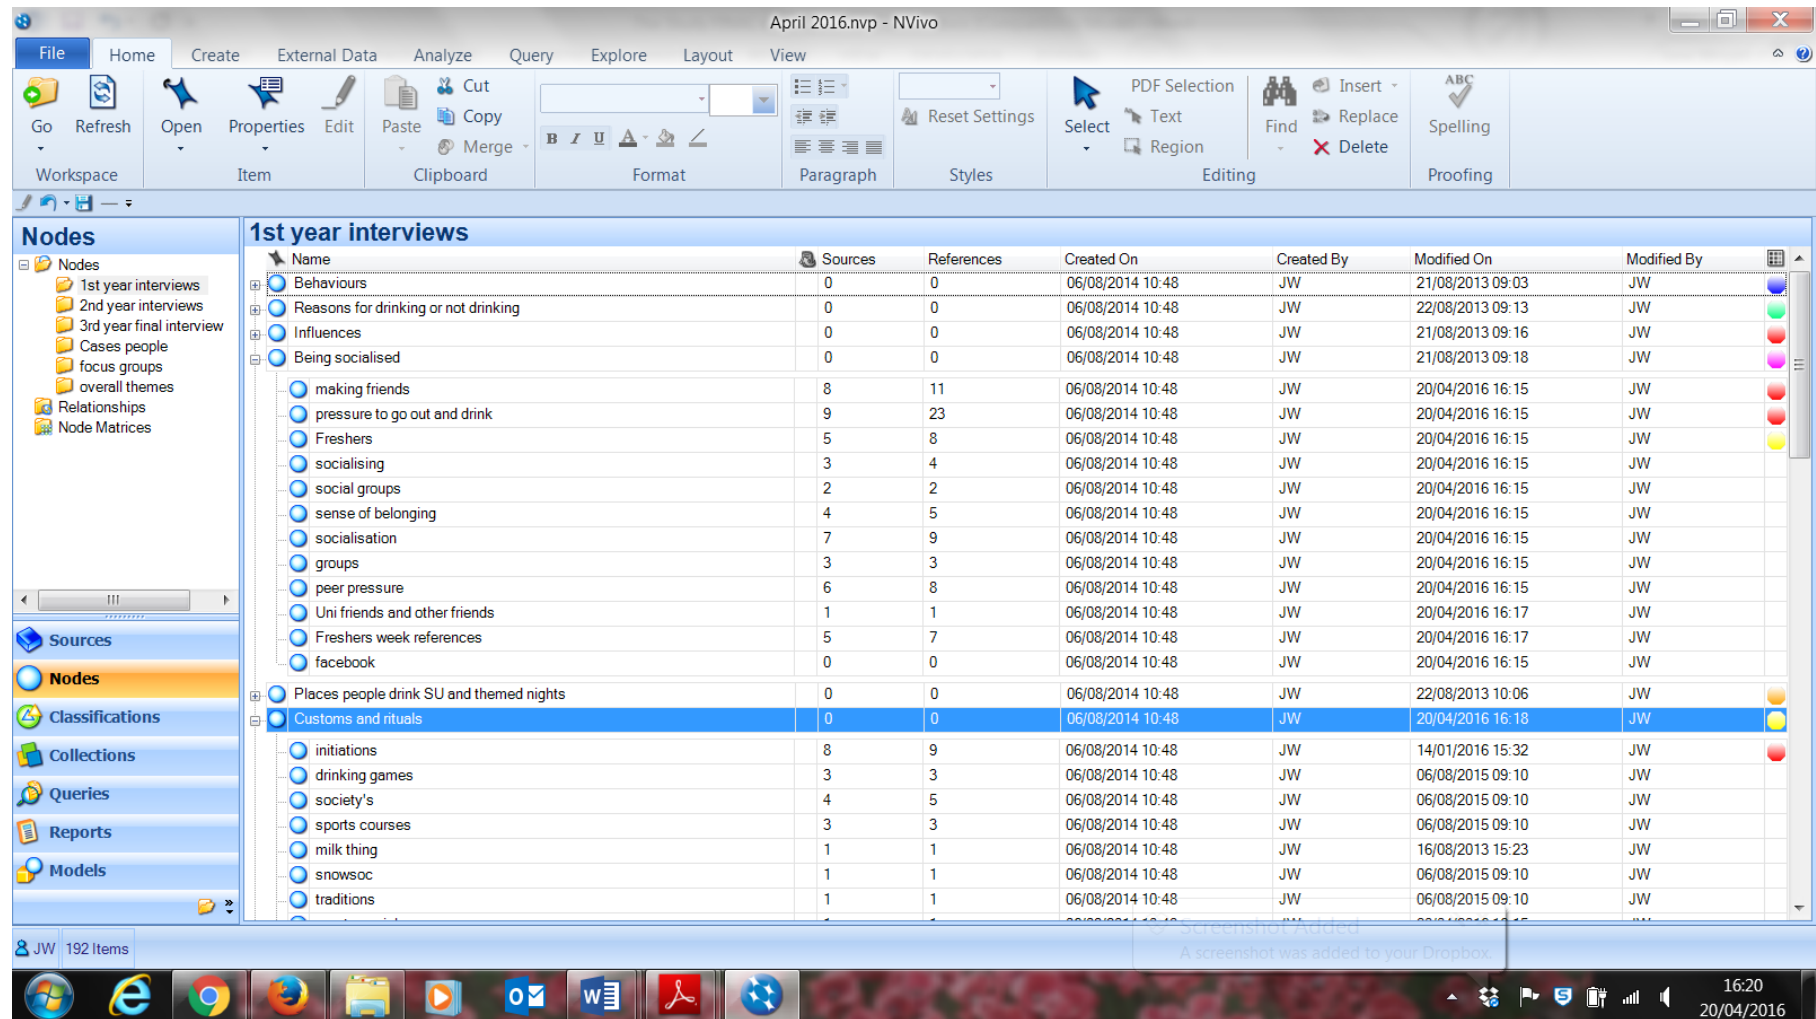 April 2016.nvp - NVivo
File Home Create External Data Analyze Query Explore Layout View
Go Refresh Open Properties Edit Paste Cut Copy Merge
B I U A
Reset Settings
Select PDF Selection Text Region Find Insert Replace Delete
ABC Spelling
Workspace Item Clipboard Format Paragraph Styles Editing Proofing
Nodes
Nodes
1st year interviews
2nd year interviews
3rd year final interview
Cases people
focus groups
overall themes
Relationships
Node Matrices
Sources
Nodes
Classifications
Collections
Queries
Reports
Models
1st year interviews
Name Sources References Created On Created By Modified On Modified By
Behaviours 0 0 06/08/2014 10:48 JW 21/08/2013 09:03 JW
Reasons for drinking or not drinking 0 0 06/08/2014 10:48 JW 22/08/2013 09:13 JW
Influences 0 0 06/08/2014 10:48 JW 21/08/2013 09:16 JW
Being socialised 0 0 06/08/2014 10:48 JW 21/08/2013 09:18 JW
making friends 8 11 06/08/2014 10:48 JW 20/04/2016 16:15 JW
pressure to go out and drink 9 23 06/08/2014 10:48 JW 20/04/2016 16:15 JW
Freshers 5 8 06/08/2014 10:48 JW 20/04/2016 16:15 JW
socialising 3 4 06/08/2014 10:48 JW 20/04/2016 16:15 JW
social groups 2 2 06/08/2014 10:48 JW 20/04/2016 16:15 JW
sense of belonging 4 5 06/08/2014 10:48 JW 20/04/2016 16:15 JW
socialisation 7 9 06/08/2014 10:48 JW 20/04/2016 16:15 JW
groups 3 3 06/08/2014 10:48 JW 20/04/2016 16:15 JW
peer pressure 6 8 06/08/2014 10:48 JW 20/04/2016 16:15 JW
Uni friends and other friends 1 1 06/08/2014 10:48 JW 20/04/2016 16:17 JW
Freshers week references 5 7 06/08/2014 10:48 JW 20/04/2016 16:17 JW
facebook 0 0 06/08/2014 10:48 JW 20/04/2016 16:15 JW
Places people drink SU and themed nights 0 0 06/08/2014 10:48 JW 22/08/2013 10:06 JW
Customs and rituals 0 0 06/08/2014 10:48 JW 20/04/2016 16:18 JW
initiations 8 9 06/08/2014 10:48 JW 14/01/2016 15:32 JW
drinking games 3 3 06/08/2014 10:48 JW 06/08/2015 09:10 JW
society's 4 5 06/08/2014 10:48 JW 06/08/2015 09:10 JW
sports courses 3 3 06/08/2014 10:48 JW 06/08/2015 09:10 JW
milk thing 1 1 06/08/2014 10:48 JW 16/08/2013 15:23 JW
snowsoc 1 1 06/08/2014 10:48 JW 06/08/2015 09:10 JW
traditions 1 1 06/08/2014 10:48 JW 06/08/2015 09:10 JW
Screenshot Added
A screenshot was added to your Dropbox.
JW 192 Items
16:20
20/04/2016